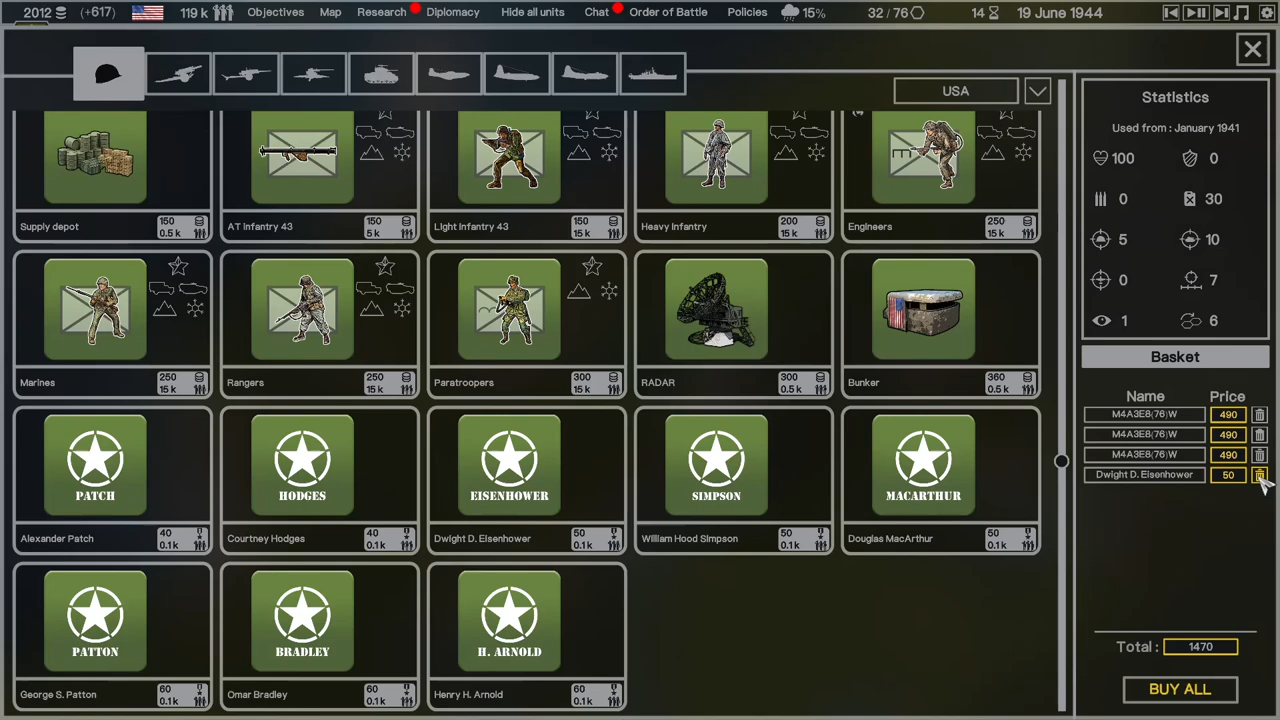 2012 (+617) 119 k Objectives Map Research Diplomacy Hide all units Chat Order of Battle Policies 15% 32 / 76 14 19 June 1944
USA
Statistics
Used from : January 1941
100 0
0 30
5 10
0 7
1 6
Basket
Name Price
M4A3E8(76)W 490
M4A3E8(76)W 490
M4A3E8(76)W 490
Dwight D. Eisenhower 50
Total : 1470
BUY ALL
Supply depot 150 0.5 k
AT Infantry 43 150 5 k
Light Infantry 43 150 15 k
Heavy Infantry 200 15 k
Engineers 250 15 k
Marines 250 15 k
Rangers 250 15 k
Paratroopers 300 15 k
RADAR 300 0.5 k
Bunker 360 0.5 k
PATCH
Alexander Patch 40 0.1 k
HODGES
Courtney Hodges 40 0.1 k
EISENHOWER
Dwight D. Eisenhower 50 0.1 k
SIMPSON
William Hood Simpson 50 0.1 k
MACARTHUR
Douglas MacArthur 50 0.1 k
PATTON
George S. Patton 60 0.1 k
BRADLEY
Omar Bradley 60 0.1 k
H. ARNOLD
Henry H. Arnold 60 0.1 k